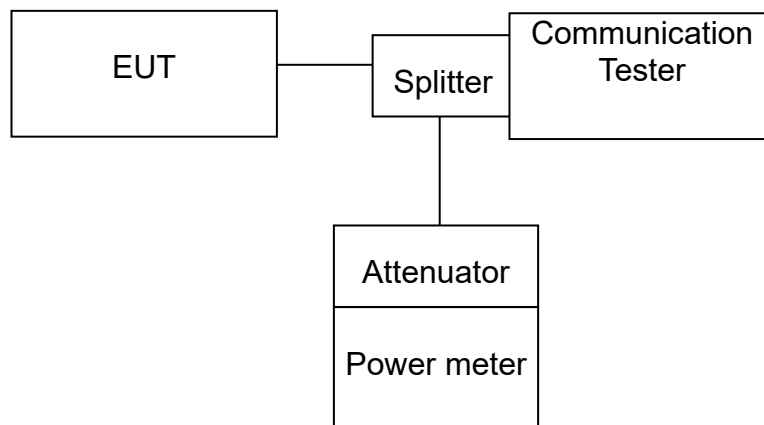 EUT
Splitter
Communication
Tester
Attenuator
Power meter